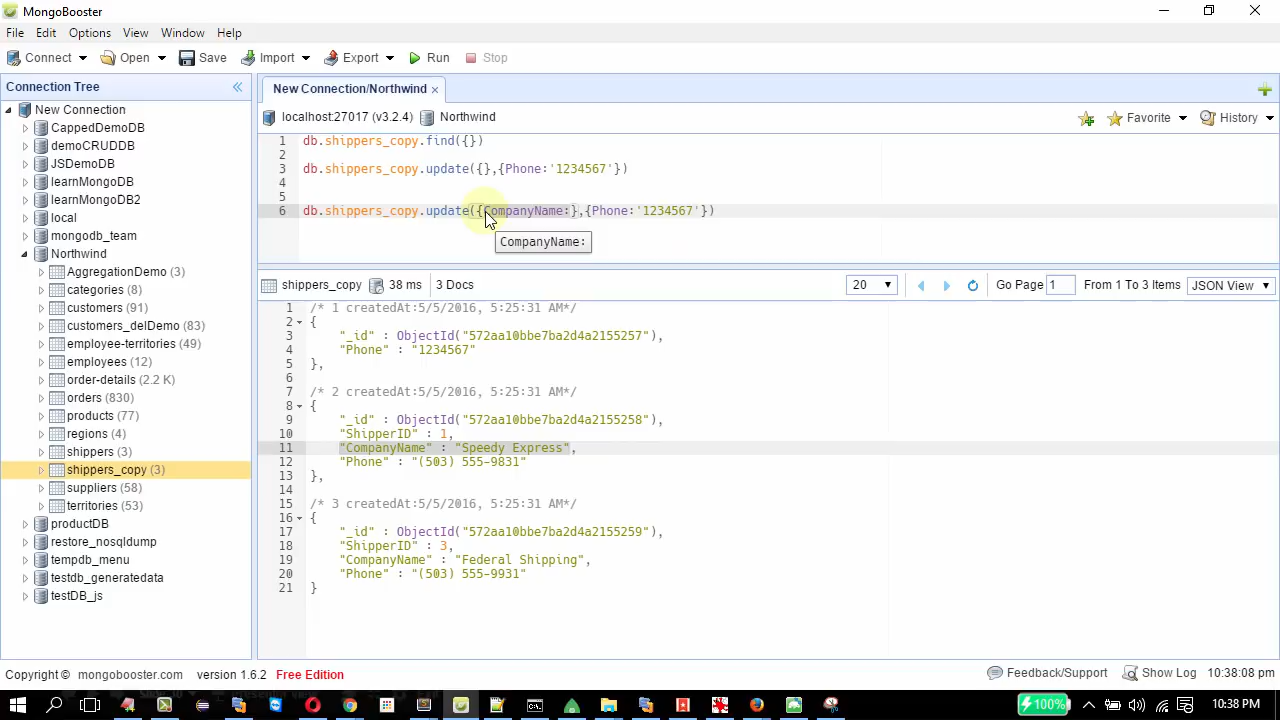 MongoBooster
File Edit Options View Window Help
Connect Open Save Import Export Run Stop
Connection Tree
New Connection
CappedDemoDB
demoCRUDDB
JSDemoDB
learnMongoDB
learnMongoDB2
local
mongodb_team
Northwind
AggregationDemo (3)
categories (8)
customers (91)
customers_delDemo (83)
employee-territories (49)
employees (12)
order-details (2.2 K)
orders (830)
products (77)
regions (4)
shippers (3)
shippers_copy (3)
suppliers (58)
territories (53)
productDB
restore_nosqldump
tempdb_menu
testdb_generatedata
testDB_js
New Connection/Northwind ×
localhost:27017 (v3.2.4) Northwind Favorite History
1 db.shippers_copy.find({})
2
3 db.shippers_copy.update({},{Phone:'1234567'})
4
5
6 db.shippers_copy.update({CompanyName:},{Phone:'1234567'})
CompanyName:
shippers_copy 38 ms 3 Docs 20 Go Page 1 From 1 To 3 Items JSON View
1 /* 1 createdAt:5/5/2016, 5:25:31 AM*/
2 {
3 "_id" : ObjectId("572aa10bbe7ba2d4a2155257"),
4 "Phone" : "1234567"
5 },
6
7 /* 2 createdAt:5/5/2016, 5:25:31 AM*/
8 {
9 "_id" : ObjectId("572aa10bbe7ba2d4a2155258"),
10 "ShipperID" : 1,
11 "CompanyName" : "Speedy Express",
12 "Phone" : "(503) 555-9831"
13 },
14
15 /* 3 createdAt:5/5/2016, 5:25:31 AM*/
16 {
17 "_id" : ObjectId("572aa10bbe7ba2d4a2155259"),
18 "ShipperID" : 3,
19 "CompanyName" : "Federal Shipping",
20 "Phone" : "(503) 555-9931"
21 }
Copyright © mongobooster.com version 1.6.2 Free Edition Feedback/Support Show Log 10:38:08 pm
100% 10:38 PM